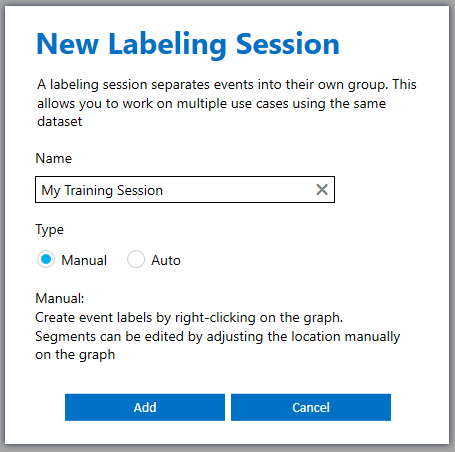 New Labeling Session
A labeling session separates events into their own group. This
allows you to work on multiple use cases using the same
dataset
Name
My Training Session
Type
Manual Auto
Manual:
Create event labels by right-clicking on the graph.
Segments can be edited by adjusting the location manually
on the graph
Add Cancel